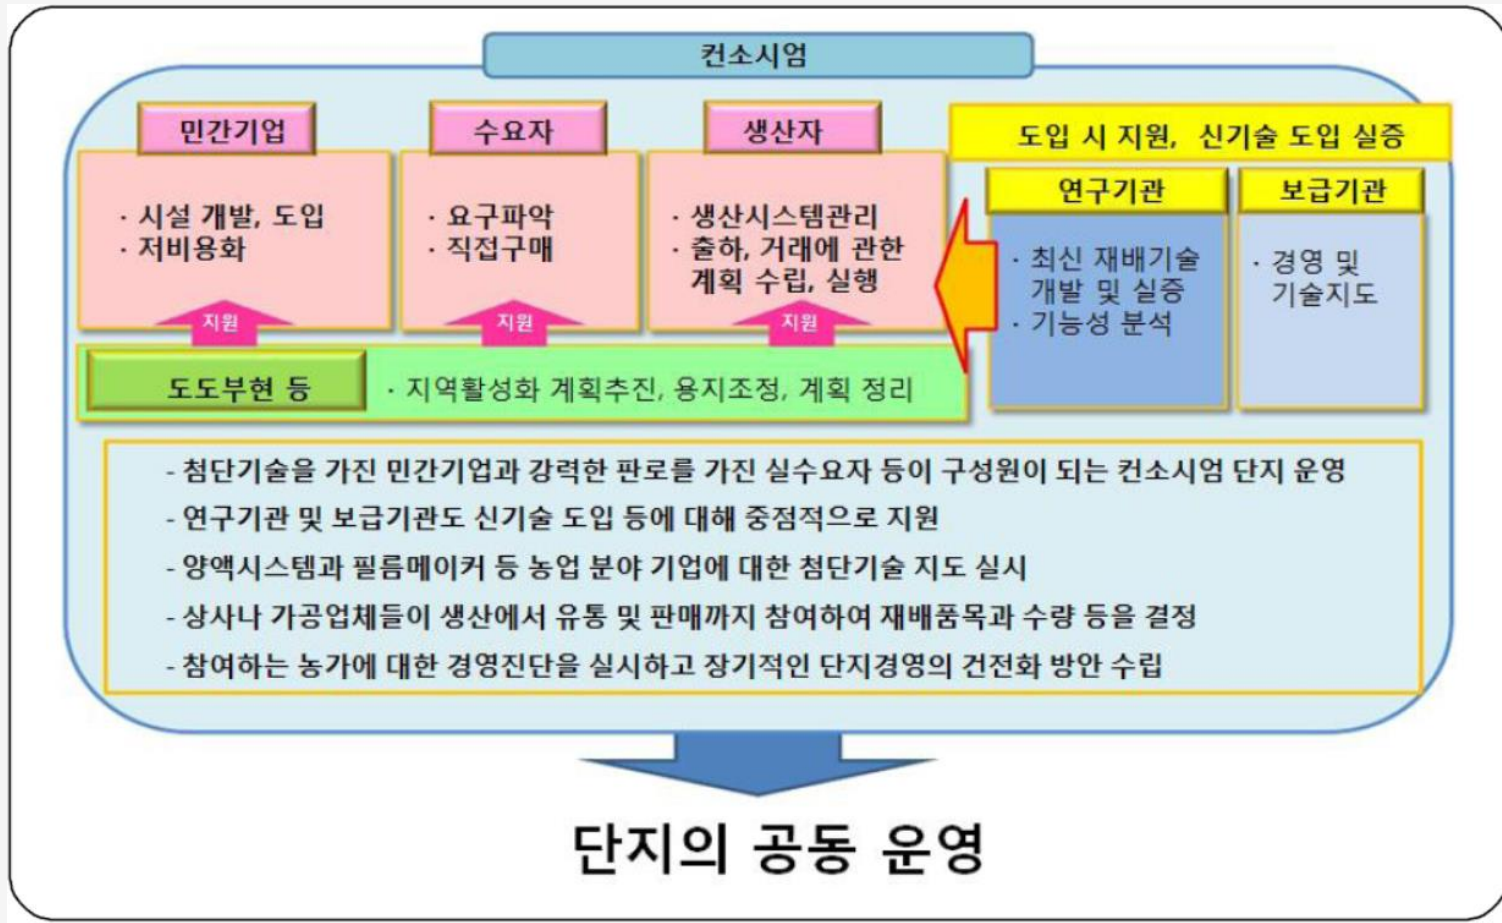 컨소시엄
민간기업
· 시설 개발, 도입
· 저비용화
수요자
· 요구파악
· 직접구매
생산자
· 생산시스템관리
· 출하, 거래에 관한
계획 수립, 실행
도입 시 지원, 신기술 도입 실증
연구기관
· 최신 재배기술
개발 및 실증
· 기능성 분석
보급기관
· 경영 및
기술지도
지원
지원
지원
도도부현 등
· 지역활성화 계획추진, 용지조정, 계획 정리
- 첨단기술을 가진 민간기업과 강력한 판로를 가진 실수요자 등이 구성원이 되는 컨소시엄 단지 운영
- 연구기관 및 보급기관도 신기술 도입 등에 대해 중점적으로 지원
- 양액시스템과 필름메이커 등 농업 분야 기업에 대한 첨단기술 지도 실시
- 상사나 가공업체들이 생산에서 유통 및 판매까지 참여하여 재배품목과 수량 등을 결정
- 참여하는 농가에 대한 경영진단을 실시하고 장기적인 단지경영의 건전화 방안 수립
단지의 공동 운영